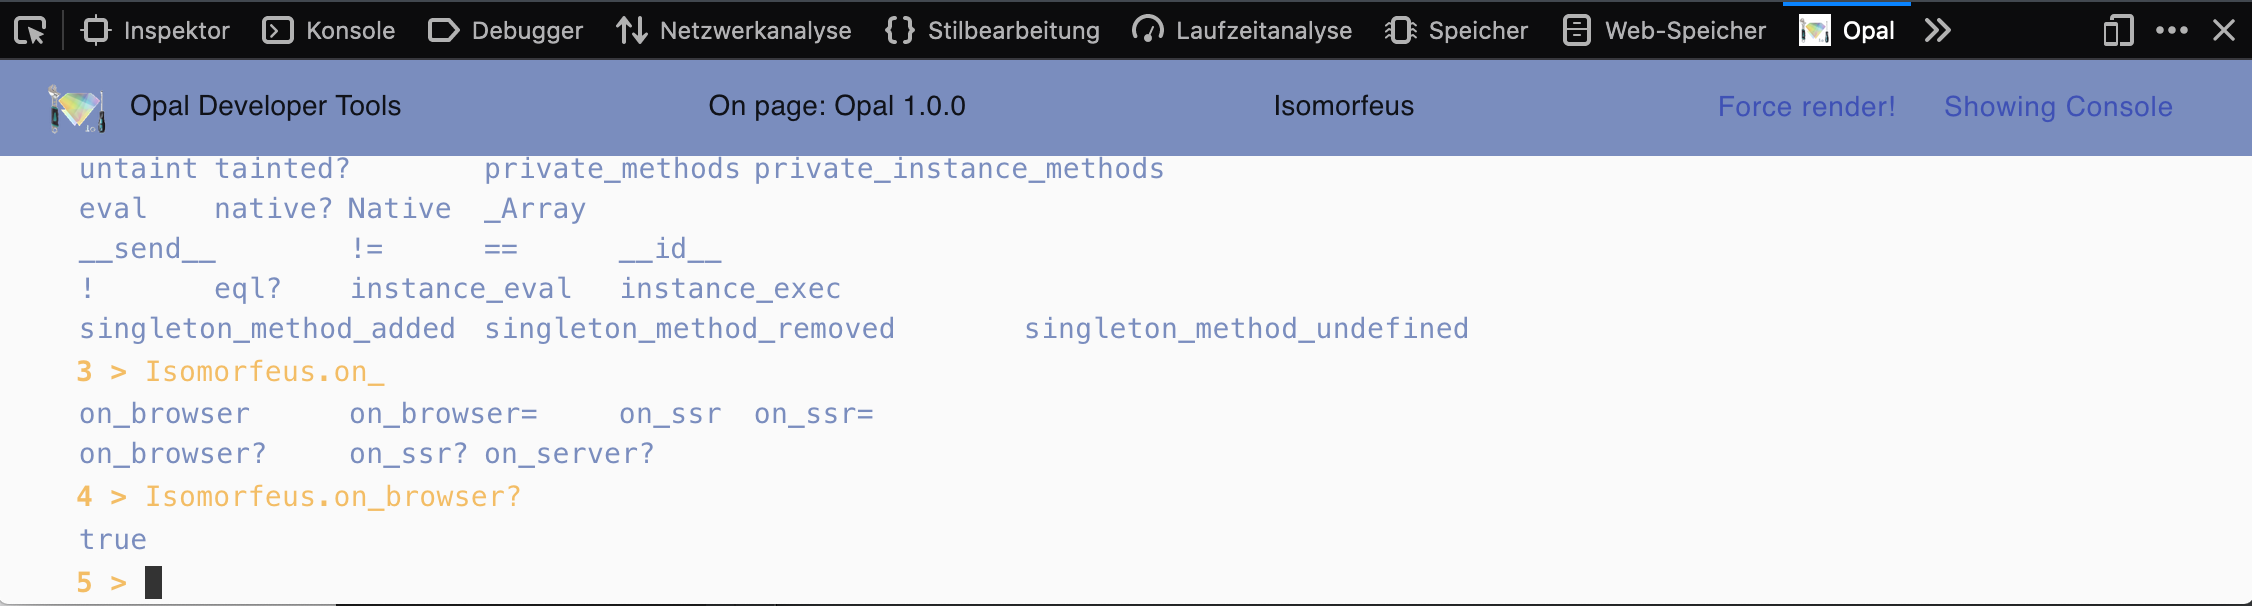 Inspektor Konsole Debugger Netzwerkanalyse {} Stilbearbeitung Laufzeitanalyse Speicher Web-Speicher Opal
Opal Developer Tools On page: Opal 1.0.0 Isomorfeus Force render! Showing Console
untaint tainted? private_methods private_instance_methods
eval native? Native _Array
__send__ != == __id__
! eql? instance_eval instance_exec
singleton_method_added singleton_method_removed singleton_method_undefined
3 > Isomorfeus.on_
on_browser on_browser= on_ssr on_ssr=
on_browser? on_ssr? on_server?
4 > Isomorfeus.on_browser?
true
5 >